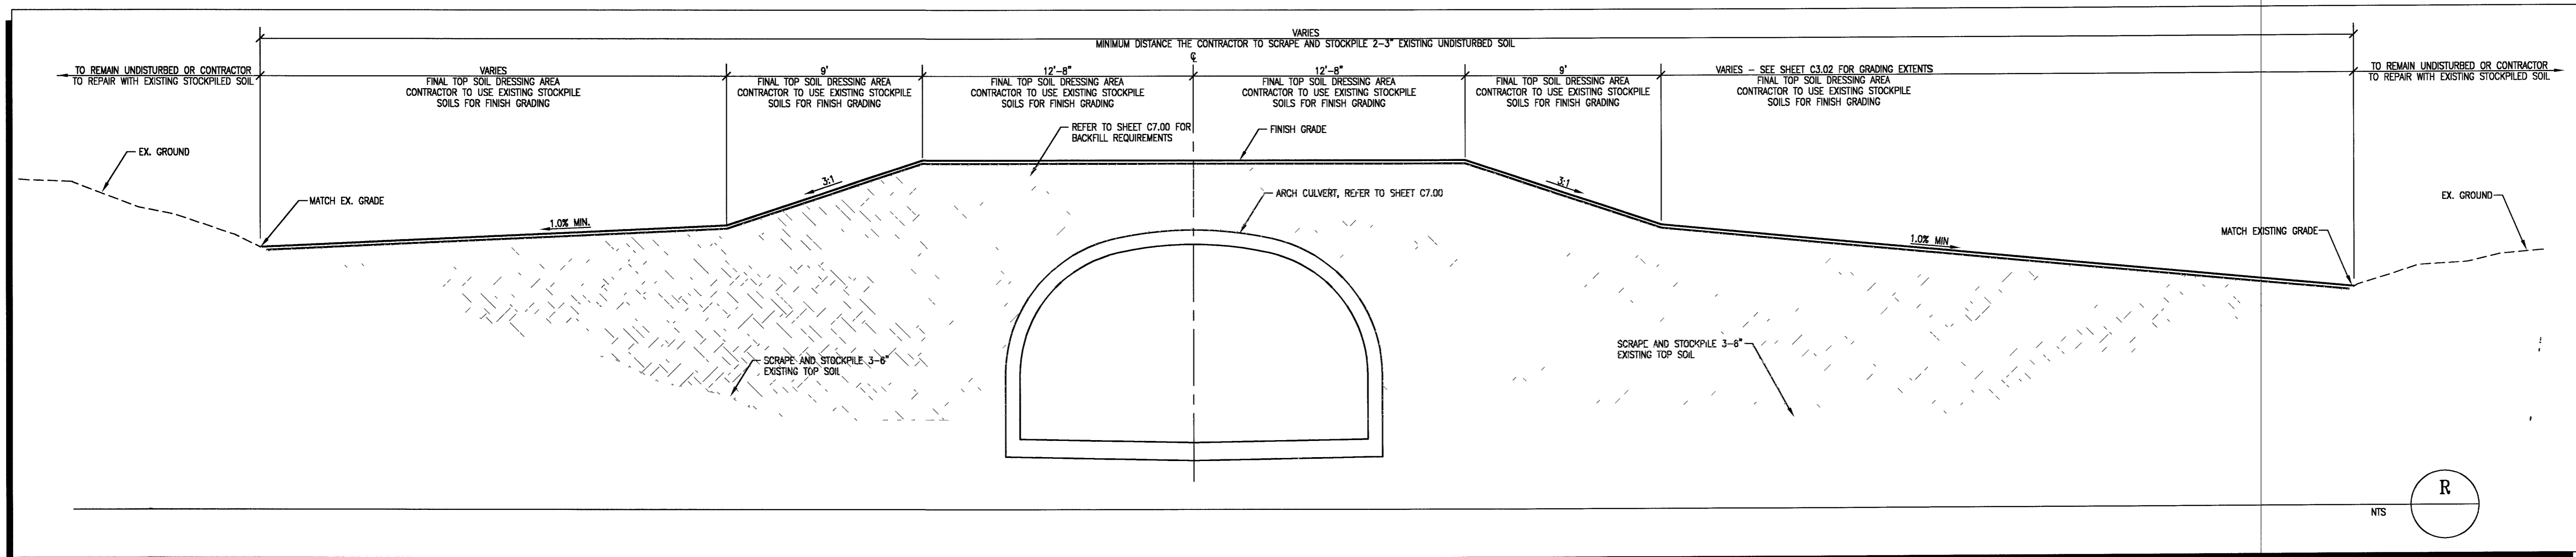 VARIES
MINIMUM DISTANCE THE CONTRACTOR TO SCRAPE AND STOCKPILE 2-3" EXISTING UNDISTURBED SOIL
TO REMAIN UNDISTURBED OR CONTRACTOR
TO REPAIR WITH EXISTING STOCKPILED SOIL
VARIES
FINAL TOP SOIL DRESSING AREA
CONTRACTOR TO USE EXISTING STOCKPILE
SOILS FOR FINISH GRADING
9'
FINAL TOP SOIL DRESSING AREA
CONTRACTOR TO USE EXISTING STOCKPILE
SOILS FOR FINISH GRADING
12'-8"
FINAL TOP SOIL DRESSING AREA
CONTRACTOR TO USE EXISTING STOCKPILE
SOILS FOR FINISH GRADING
℄
12'-8"
FINAL TOP SOIL DRESSING AREA
CONTRACTOR TO USE EXISTING STOCKPILE
SOILS FOR FINISH GRADING
9'
FINAL TOP SOIL DRESSING AREA
CONTRACTOR TO USE EXISTING STOCKPILE
SOILS FOR FINISH GRADING
VARIES - SEE SHEET C3.02 FOR GRADING EXTENTS
FINAL TOP SOIL DRESSING AREA
CONTRACTOR TO USE EXISTING STOCKPILE
SOILS FOR FINISH GRADING
TO REMAIN UNDISTURBED OR CONTRACTOR
TO REPAIR WITH EXISTING STOCKPILED SOIL
REFER TO SHEET C7.00 FOR
BACKFILL REQUIREMENTS
FINISH GRADE
EX. GROUND
3:1
3:1
ARCH CULVERT, REFER TO SHEET C7.00
EX. GROUND
MATCH EX. GRADE
1.0% MIN.
MATCH EXISTING GRADE
1.0% MIN
SCRAPE AND STOCKPILE 3-6"
EXISTING TOP SOIL
SCRAPE AND STOCKPILE 3-6"
EXISTING TOP SOIL
R
NTS